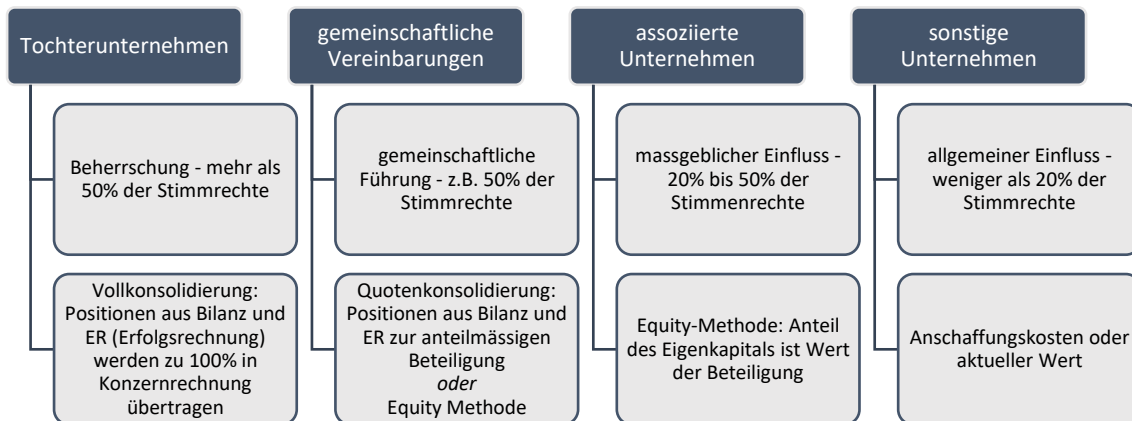 Tochterunternehmen
gemeinschaftliche
Vereinbarungen
assoziierte
Unternehmen
sonstige
Unternehmen
Beherrschung - mehr als
50% der Stimmrechte
gemeinschaftliche
Führung - z.B. 50% der
Stimmrechte
massgeblicher Einfluss -
20% bis 50% der
Stimmenrechte
allgemeiner Einfluss -
weniger als 20% der
Stimmrechte
Vollkonsolidierung:
Positionen aus Bilanz und
ER (Erfolgsrechnung)
werden zu 100% in
Konzernrechnung
übertragen
Quotenkonsolidierung:
Positionen aus Bilanz und
ER zur anteilmässigen
Beteiligung
oder
Equity Methode
Equity-Methode: Anteil
des Eigenkapitals ist Wert
der Beteiligung
Anschaffungskosten oder
aktueller Wert